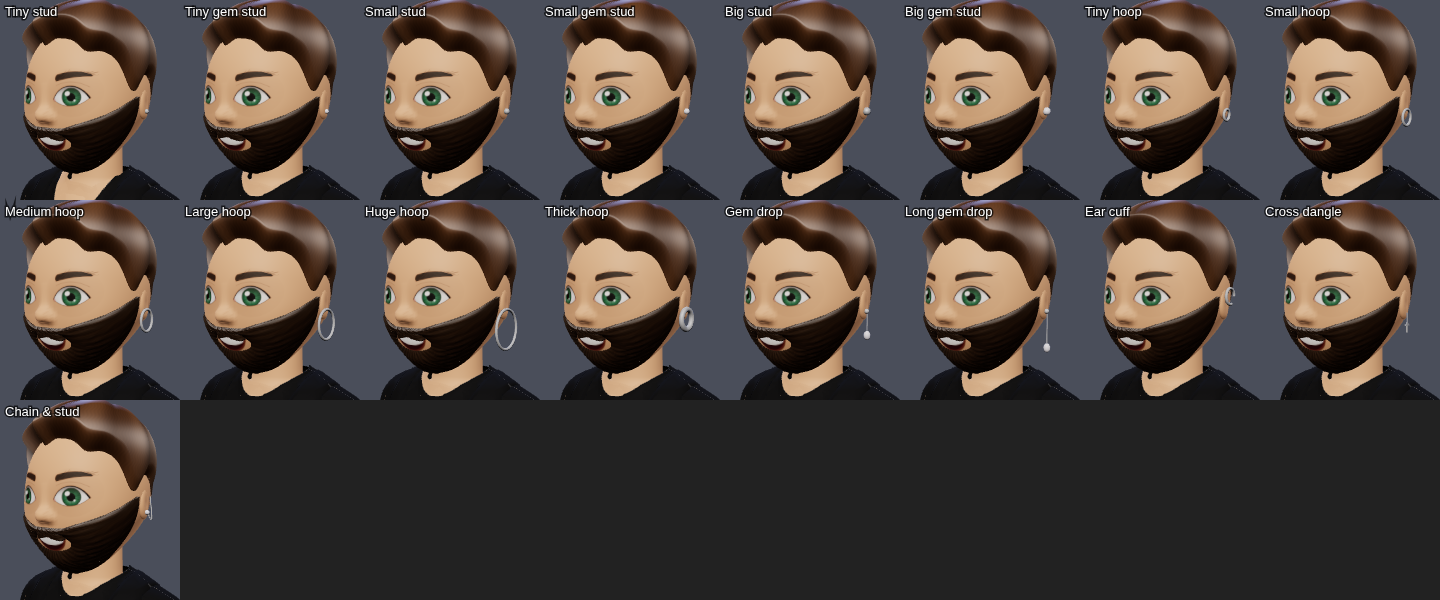 Tiny stud
Tiny gem stud
Small stud
Small gem stud
Big stud
Big gem stud
Tiny hoop
Small hoop
Medium hoop
Large hoop
Huge hoop
Thick hoop
Gem drop
Long gem drop
Ear cuff
Cross dangle
Chain & stud